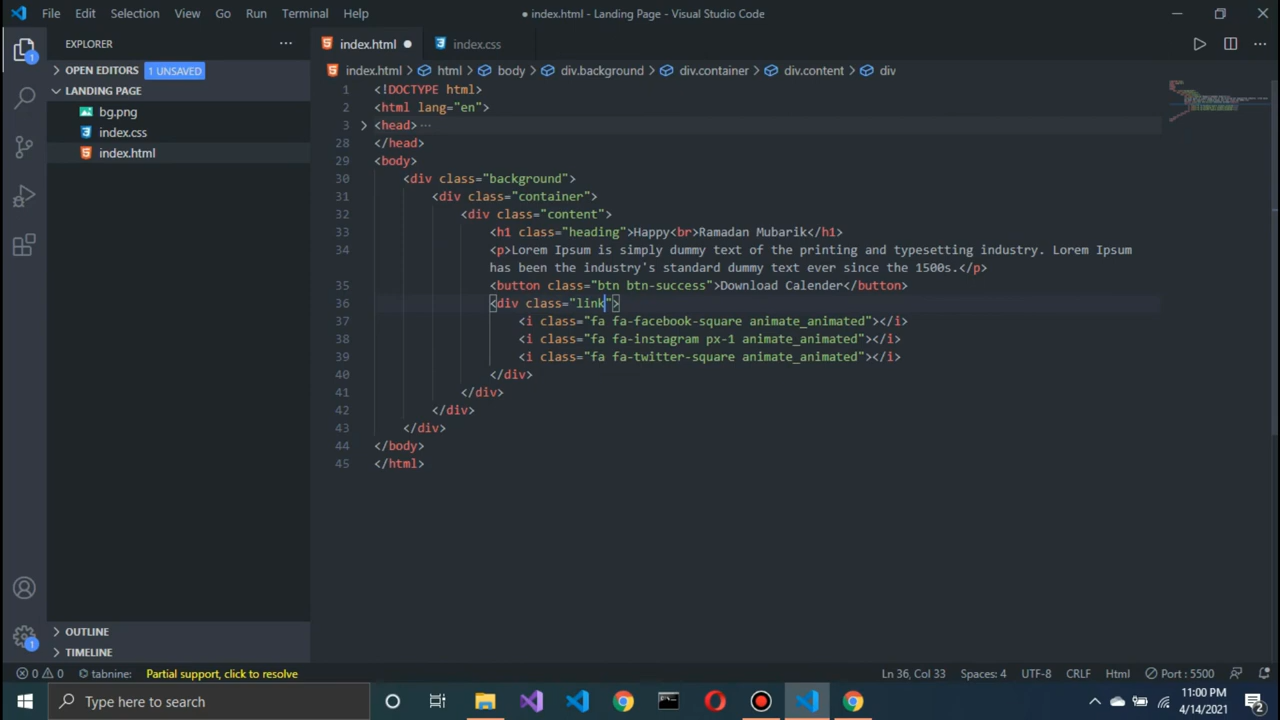 File Edit Selection View Go Run Terminal Help
● index.html - Landing Page - Visual Studio Code
EXPLORER
index.html
index.css
OPEN EDITORS 1 UNSAVED
index.html > html > body > div.background > div.container > div.content > div
LANDING PAGE
bg.png
index.css
index.html
1 <!DOCTYPE html>
2 <html lang="en">
3 <head> ...
28 </head>
29 <body>
30 <div class="background">
31 <div class="container">
32 <div class="content">
33 <h1 class="heading">Happy<br>Ramadan Mubarik</h1>
34 <p>Lorem Ipsum is simply dummy text of the printing and typesetting industry. Lorem Ipsum
has been the industry's standard dummy text ever since the 1500s.</p>
35 <button class="btn btn-success">Download Calender</button>
36 <div class="link">
37 <i class="fa fa-facebook-square animate_animated"></i>
38 <i class="fa fa-instagram px-1 animate_animated"></i>
39 <i class="fa fa-twitter-square animate_animated"></i>
40 </div>
41 </div>
42 </div>
43 </div>
44 </body>
45 </html>
1
OUTLINE
TIMELINE
1
0 0 tabnine: Partial support, click to resolve
Ln 36, Col 33 Spaces: 4 UTF-8 CRLF Html Port : 5500
Type here to search
11:00 PM
4/14/2021
2